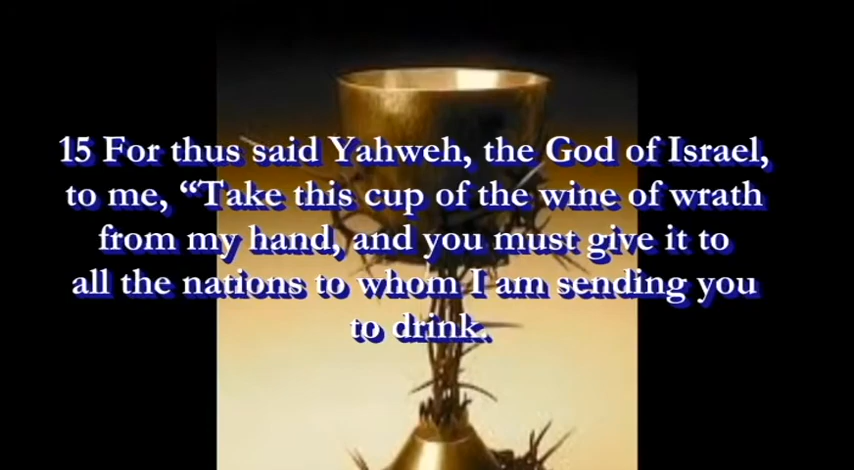 15 For thus said Yahweh, the God of Israel,
to me, “Take this cup of the wine of wrath
from my hand, and you must give it to
all the nations to whom I am sending you
to drink.